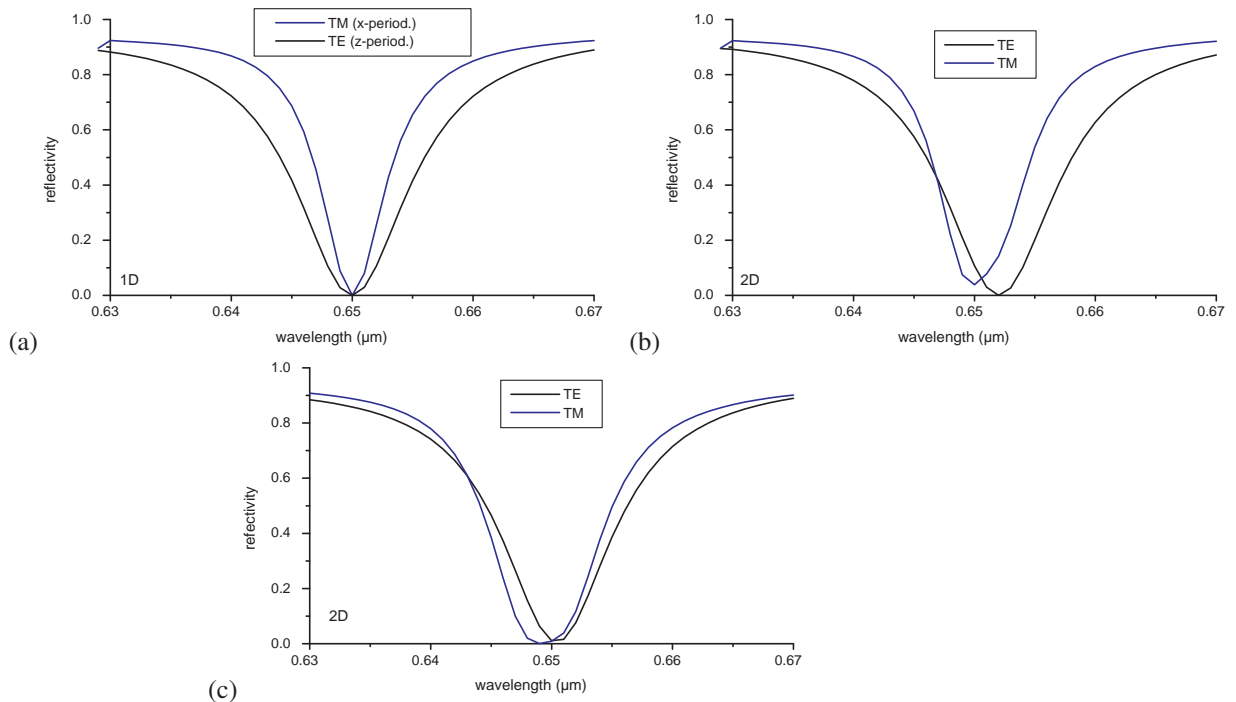 1.0
0.8
0.6
0.4
0.2
0.0
reflectivity
TM (x-period.)
TE (z-period.)
1D
0.63
0.64
0.65
0.66
0.67
wavelength (µm)
(a)
1.0
0.8
0.6
0.4
0.2
0.0
reflectivity
TE
TM
2D
0.63
0.64
0.65
0.66
0.67
wavelength (µm)
(b)
1.0
0.8
0.6
0.4
0.2
0.0
refectivity
TE
TM
2D
0.63
0.64
0.65
0.66
0.67
wavelength (µm)
(c)